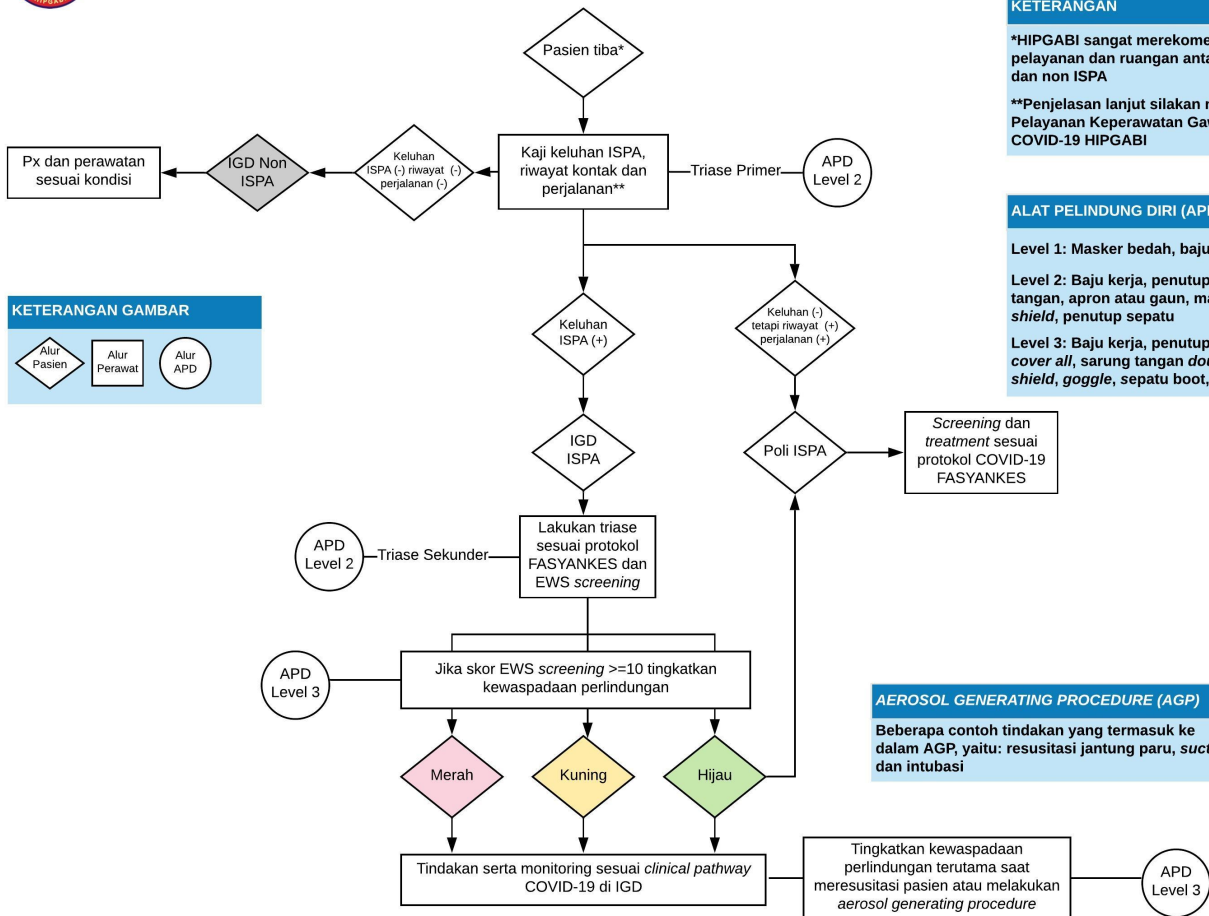 HIPGABI
Pasien tiba*
Kaji keluhan ISPA,
riwayat kontak dan
perjalanan**
Triase Primer
APD
Level 2
Keluhan
ISPA (-) riwayat (-)
perjalanan (-)
IGD Non
ISPA
Px dan perawatan
sesuai kondisi
KETERANGAN GAMBAR
Alur
Pasien
Alur
Perawat
Alur
APD
Keluhan
ISPA (+)
Keluhan (-)
tetapi riwayat (+)
perjalanan (+)
IGD
ISPA
Poli ISPA
Screening dan
treatment sesuai
protokol COVID-19
FASYANKES
APD
Level 2
Triase Sekunder
Lakukan triase
sesuai protokol
FASYANKES dan
EWS screening
APD
Level 3
Jika skor EWS screening >=10 tingkatkan
kewaspadaan perlindungan
Merah
Kuning
Hijau
Tindakan serta monitoring sesuai clinical pathway
COVID-19 di IGD
Tingkatkan kewaspadaan
perlindungan terutama saat
meresusitasi pasien atau melakukan
aerosol generating procedure
APD
Level 3
KETERANGAN
*HIPGABI sangat
pelayanan dan ruangan
dan non ISPA
**Penjelasan lanjut silakan
Pelayanan Keperawatan
COVID-19 HIPGABI
ALAT PELINDUNG DIRI
Level 1: Masker bedah, baju
Level 2: Baju kerja, penutup
tangan, apron atau gaun,
shield, penutup sepatu
Level 3: Baju kerja, penutup
cover all, sarung tangan
shield, goggle, sepatu boot,
AEROSOL GENERATING PROCEDURE (AGP)
Beberapa contoh tindakan yang termasuk ke
dalam AGP, yaitu: resusitasi jantung paru,
dan intubasi